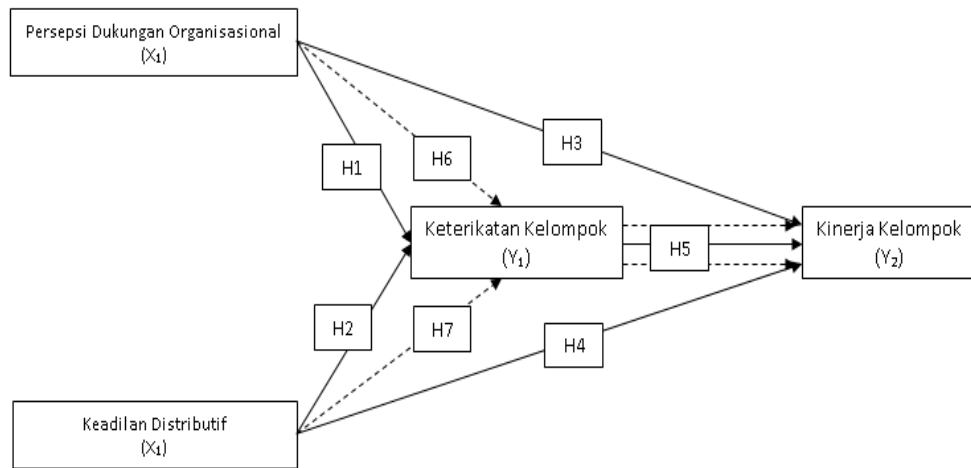 Persepsi Dukungan Organisasional
(X₁)
H3
H6
H1
Keterikatan Kelompok
(Y₁)
H5
Kinerja Kelompok
(Y₂)
H2
H7
H4
Keadilan Distributif
(X₁)